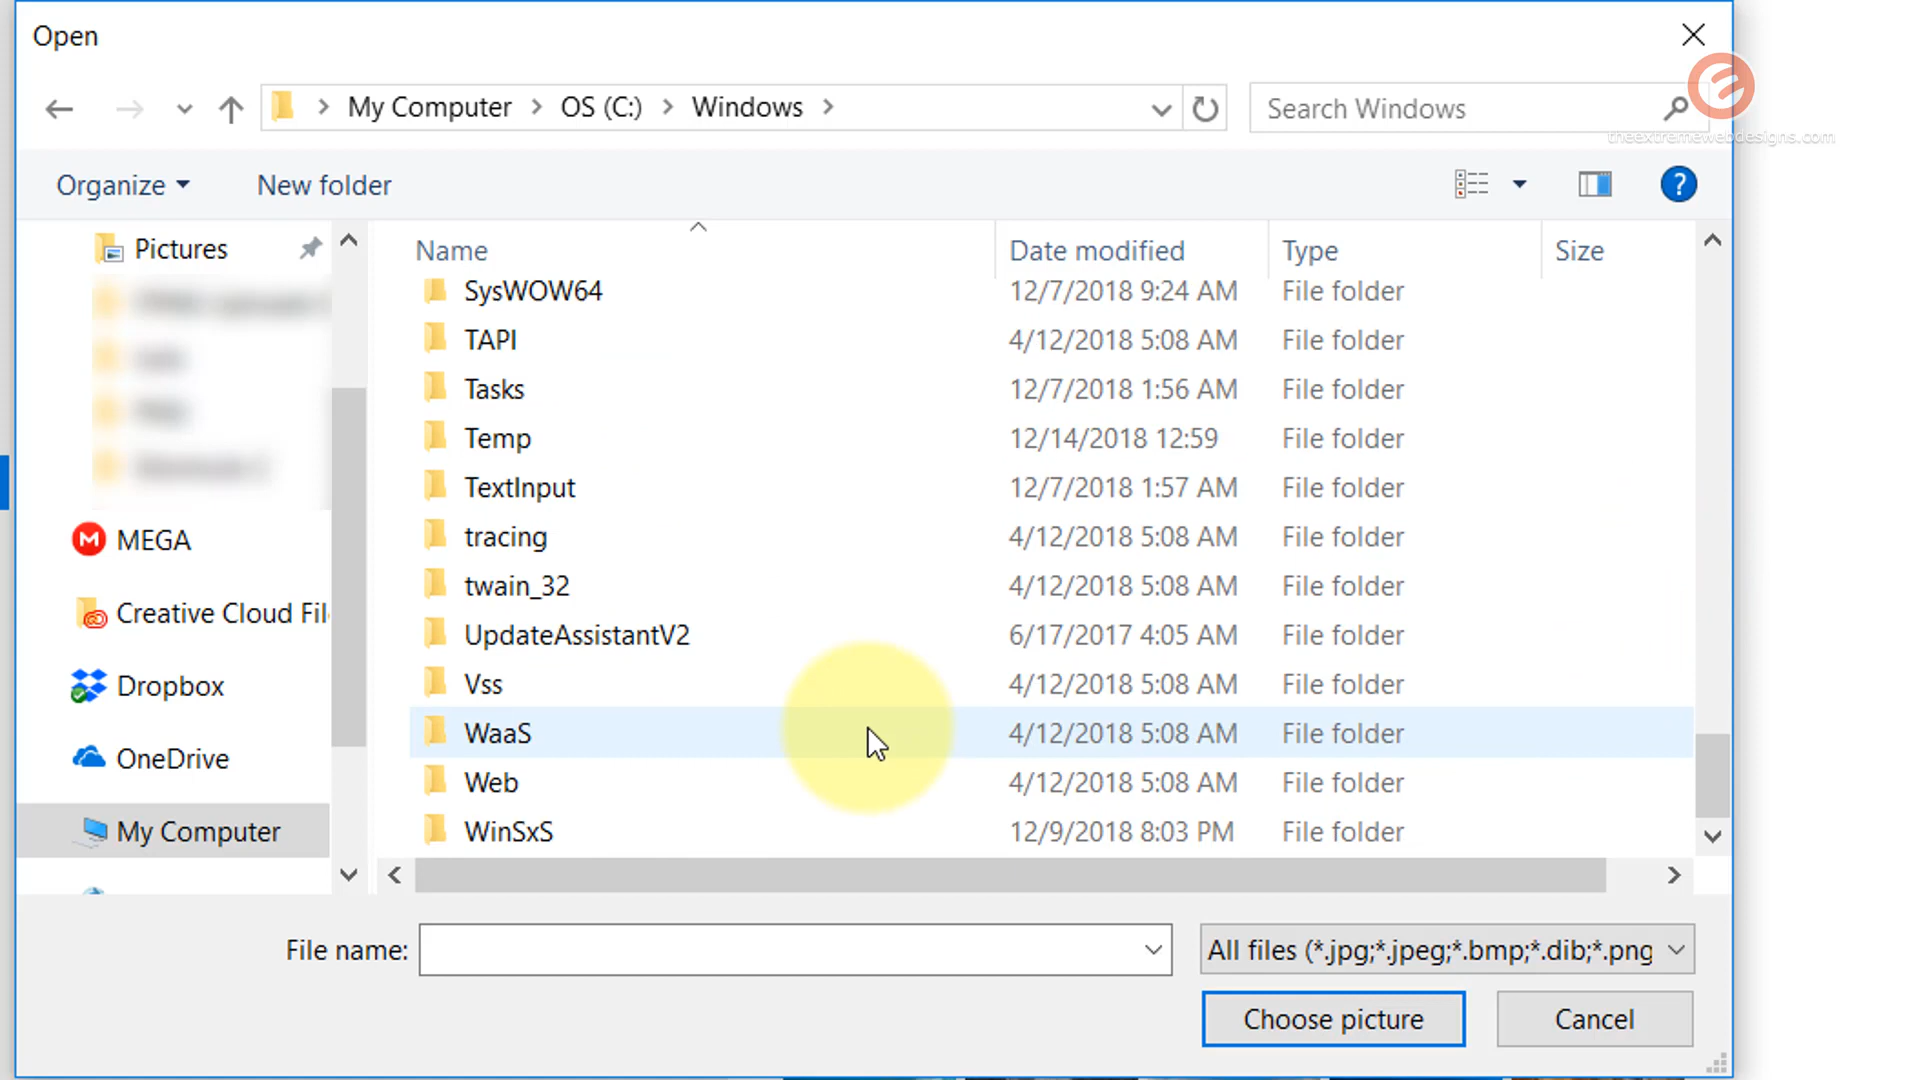 Open
My Computer OS (C:) Windows
Search Windows
theextremewebdesigns.com
Organize New folder
?
Pictures
MEGA
Creative Cloud Fil
Dropbox
OneDrive
My Computer
Name Date modified Type Size
SysWOW64 12/7/2018 9:24 AM File folder
TAPI 4/12/2018 5:08 AM File folder
Tasks 12/7/2018 1:56 AM File folder
Temp 12/14/2018 12:59 File folder
TextInput 12/7/2018 1:57 AM File folder
tracing 4/12/2018 5:08 AM File folder
twain_32 4/12/2018 5:08 AM File folder
UpdateAssistantV2 6/17/2017 4:05 AM File folder
Vss 4/12/2018 5:08 AM File folder
WaaS 4/12/2018 5:08 AM File folder
Web 4/12/2018 5:08 AM File folder
WinSxS 12/9/2018 8:03 PM File folder
File name: All files (*.jpg;*.jpeg;*.bmp;*.dib;*.png
Choose picture Cancel